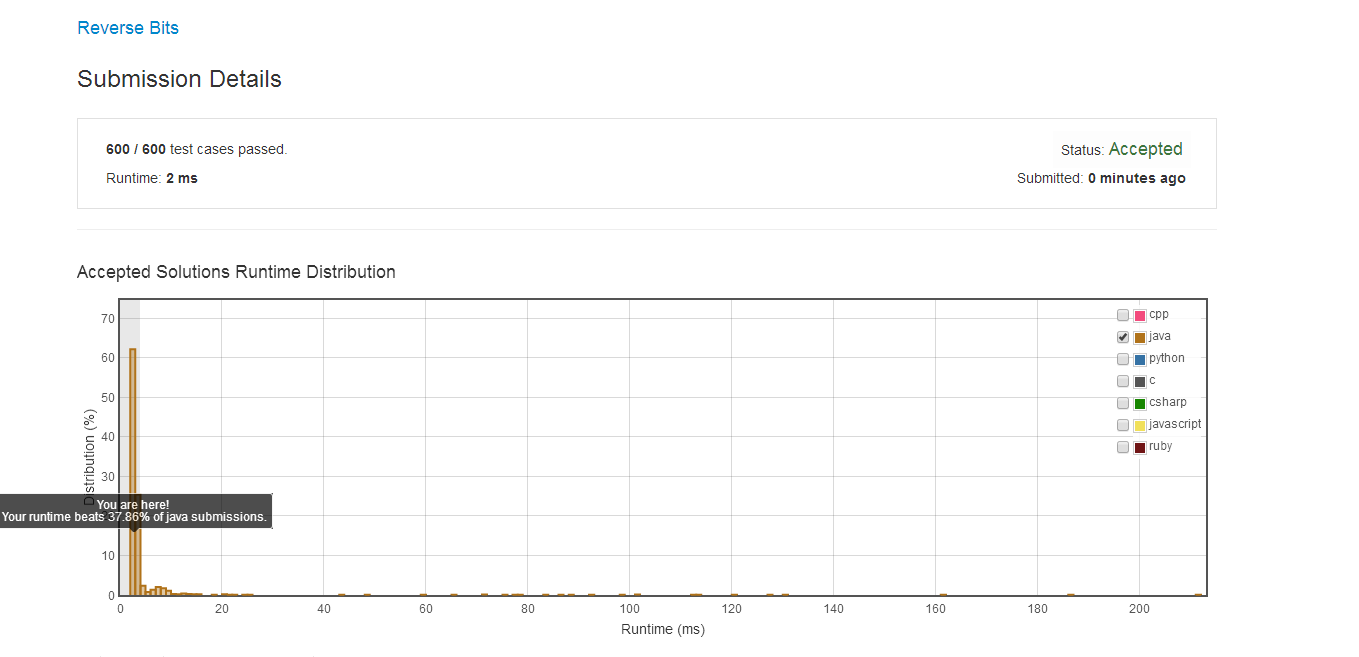 Reverse Bits
Submission Details
600 / 600 test cases passed.
Status: Accepted
Runtime: 2 ms
Submitted: 0 minutes ago
Accepted Solutions Runtime Distribution
Distribution (%)
70
60
50
40
30
10
0
cpp
java
python
c
csharp
javascript
ruby
You are here!
Your runtime beats 37.86% of java submissions.
0 20 40 60 80 100 120 140 160 180 200
Runtime (ms)